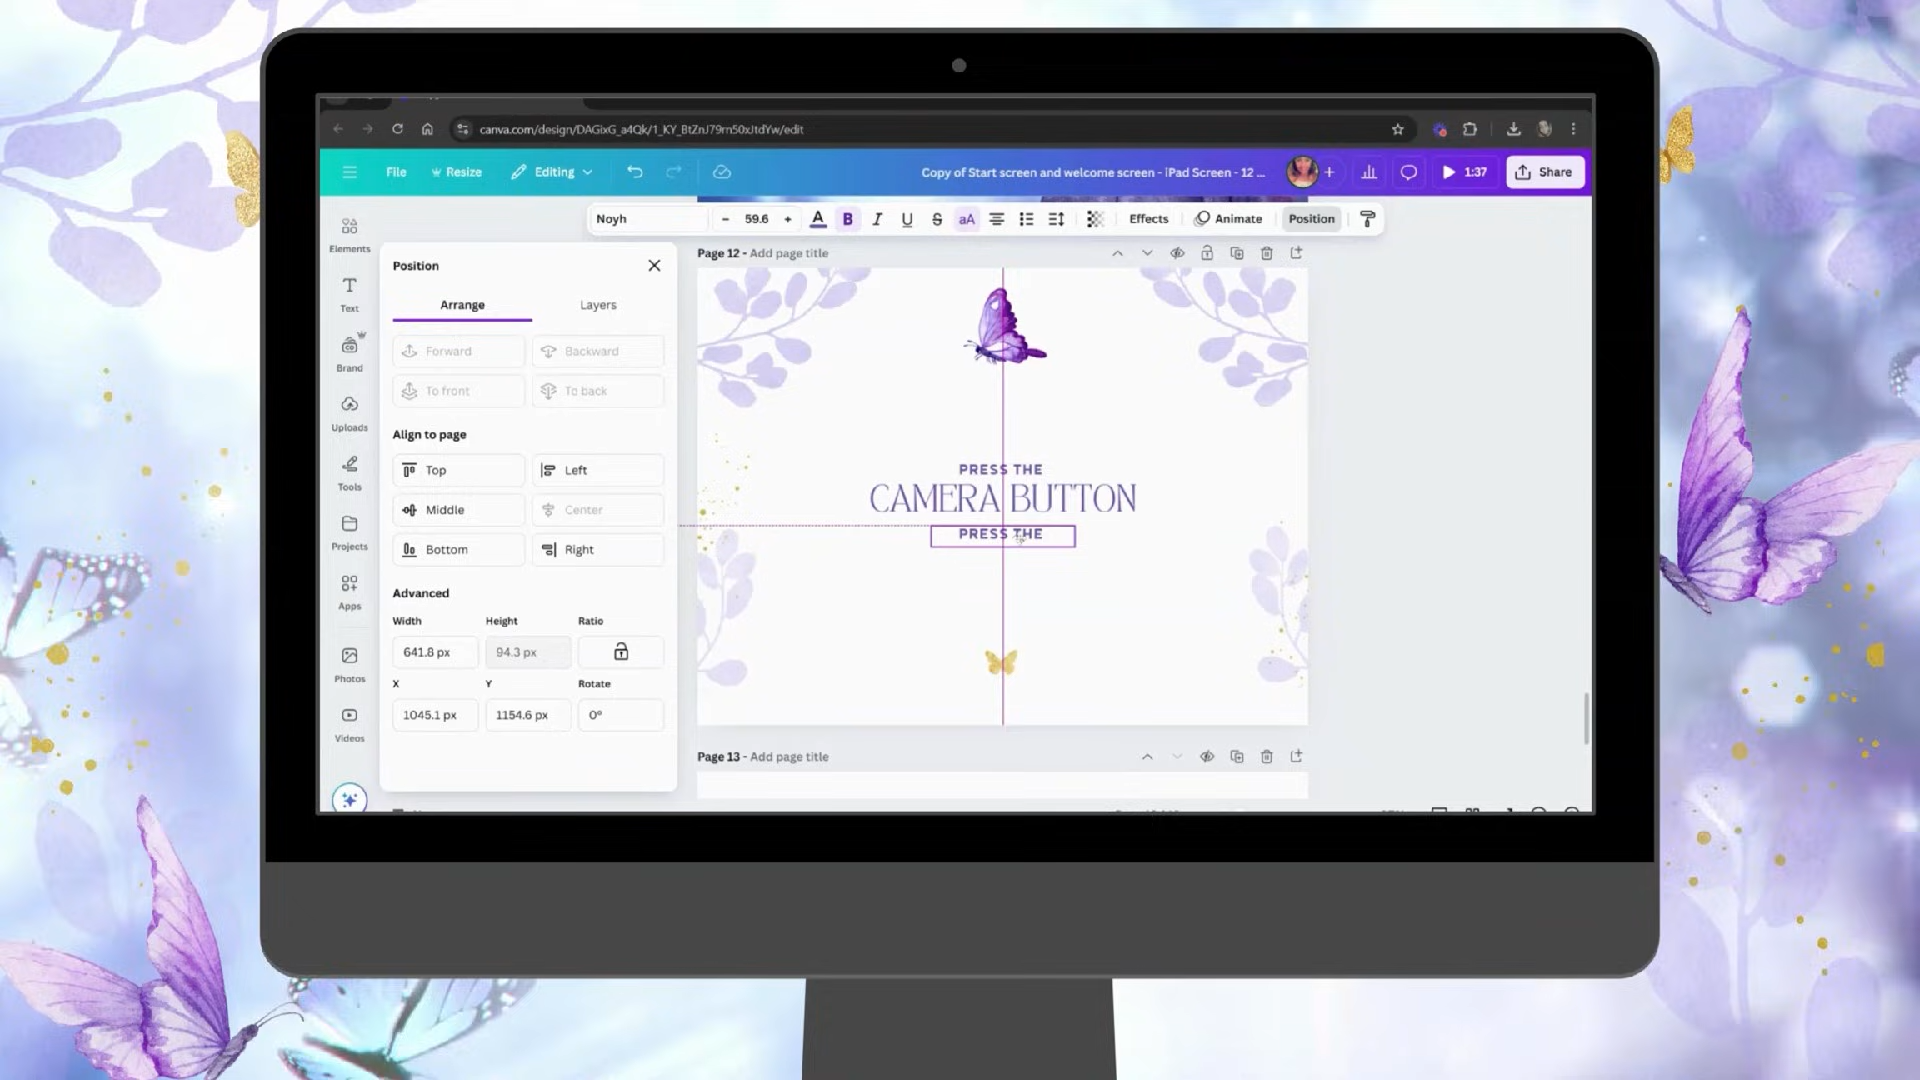 canva.com/design/DAGixG_a4Qk/1_KY_BtZnJ79rn50xJtdYw/edit
File Resize Editing Copy of Start screen and welcome screen - iPad Screen - 12 ... + 1:37 Share
Noyh - 59.6 + A B I U S aA Effects Animate Position
Elements
Text
Brand
Uploads
Tools
Projects
Apps
Photos
Videos
Position
Arrange Layers
Forward Backward
To front To back
Align to page
Top Left
Middle Center
Bottom Right
Advanced
Width Height Ratio
641.8 px 94.3 px
X Y Rotate
1045.1 px 1154.6 px 0°
Page 12 - Add page title
PRESS THE
CAMERA BUTTON
PRESS THE
Page 13 - Add page title